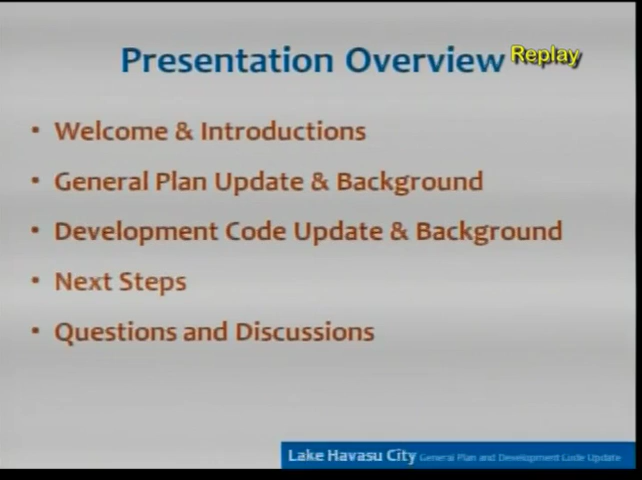 Presentation Overview
Replay
• Welcome & Introductions
• General Plan Update & Background
• Development Code Update & Background
• Next Steps
• Questions and Discussions
Lake Havasu City General Plan and Development Code Update